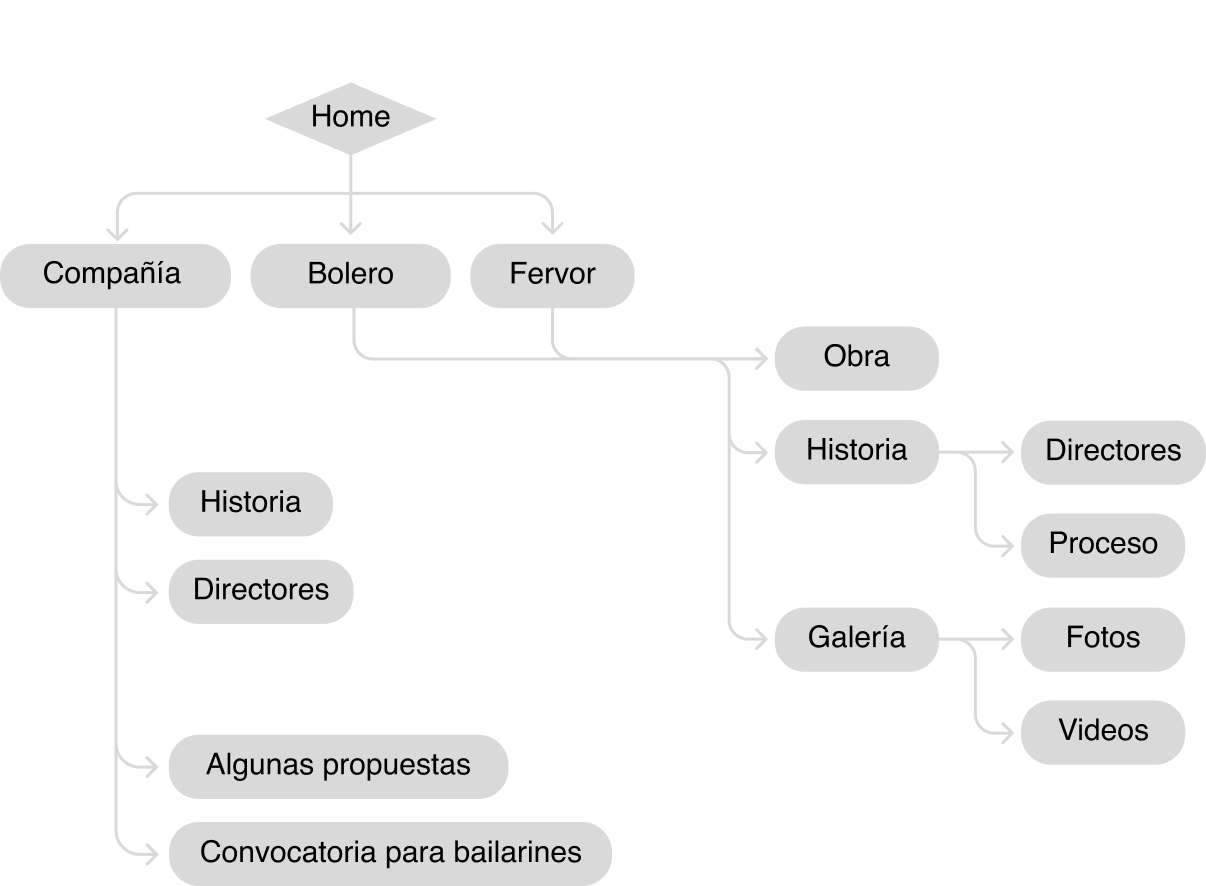 Home
Compañía
Bolero
Fervor
Obra
Historia
Directores
Historia
Proceso
Directores
Galería
Fotos
Videos
Algunas propuestas
Convocatoria para bailarines